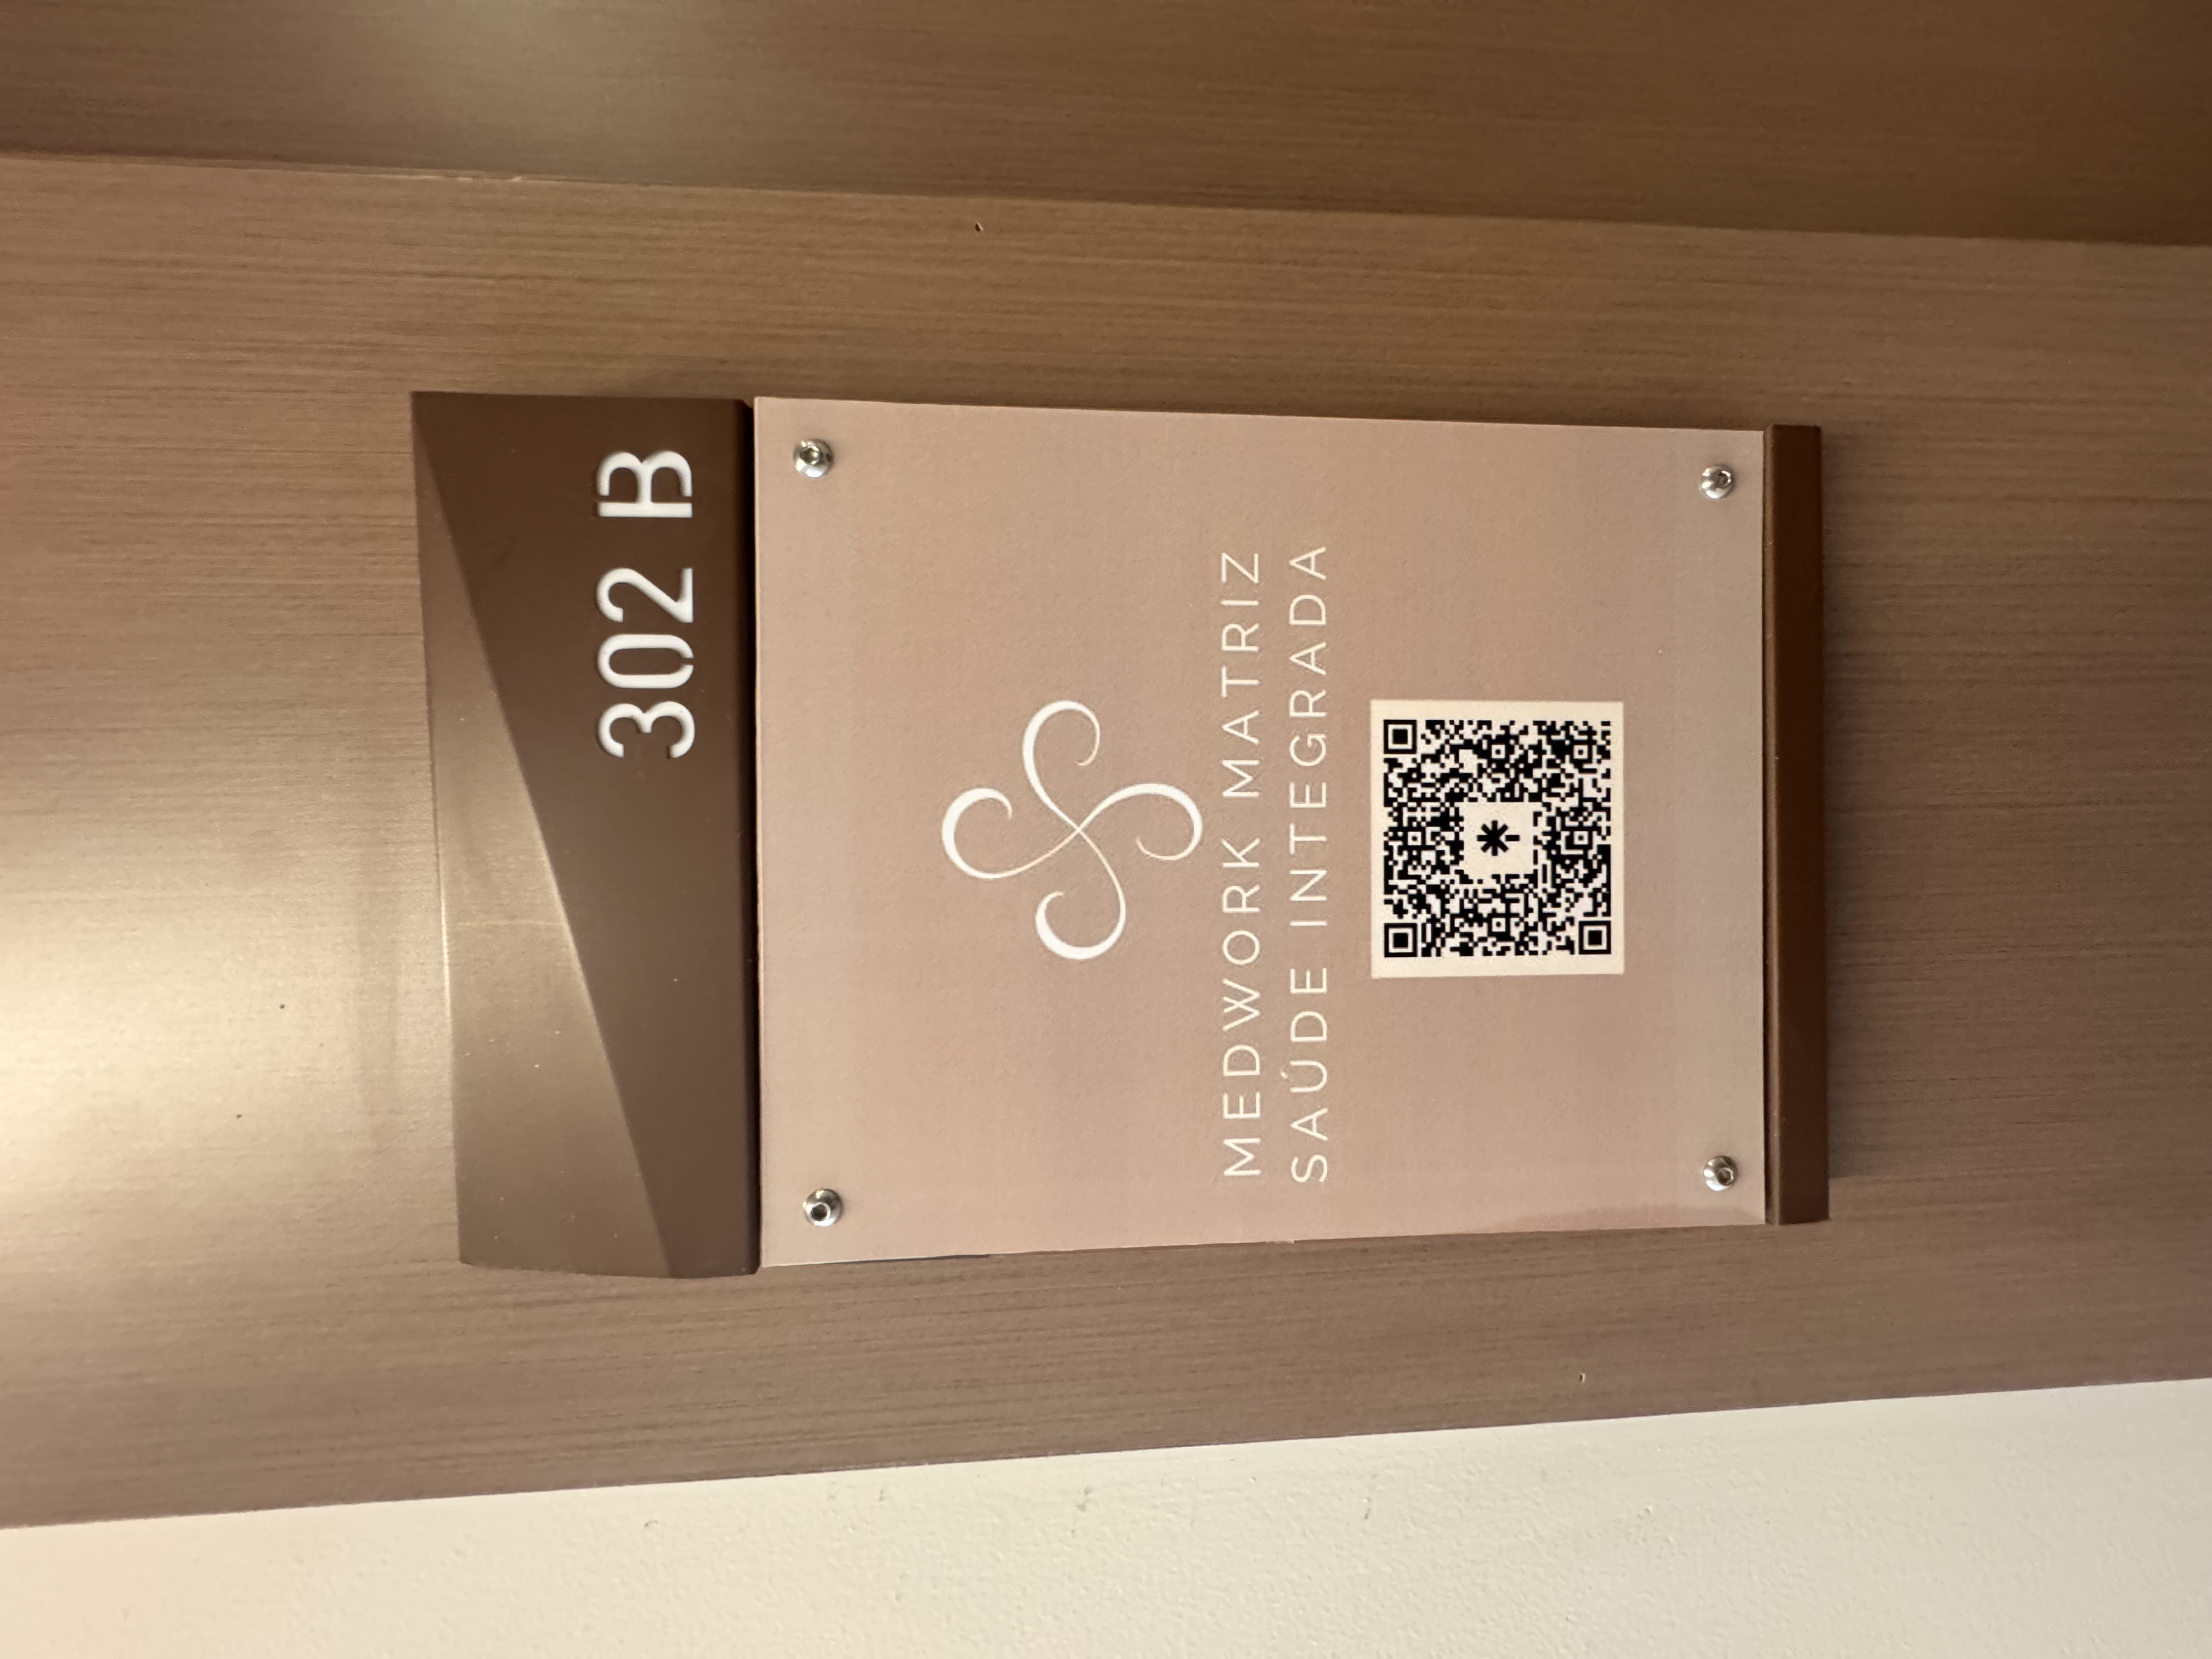 302 B
MEDWORK MATRIZ
SAÚDE INTEGRADA